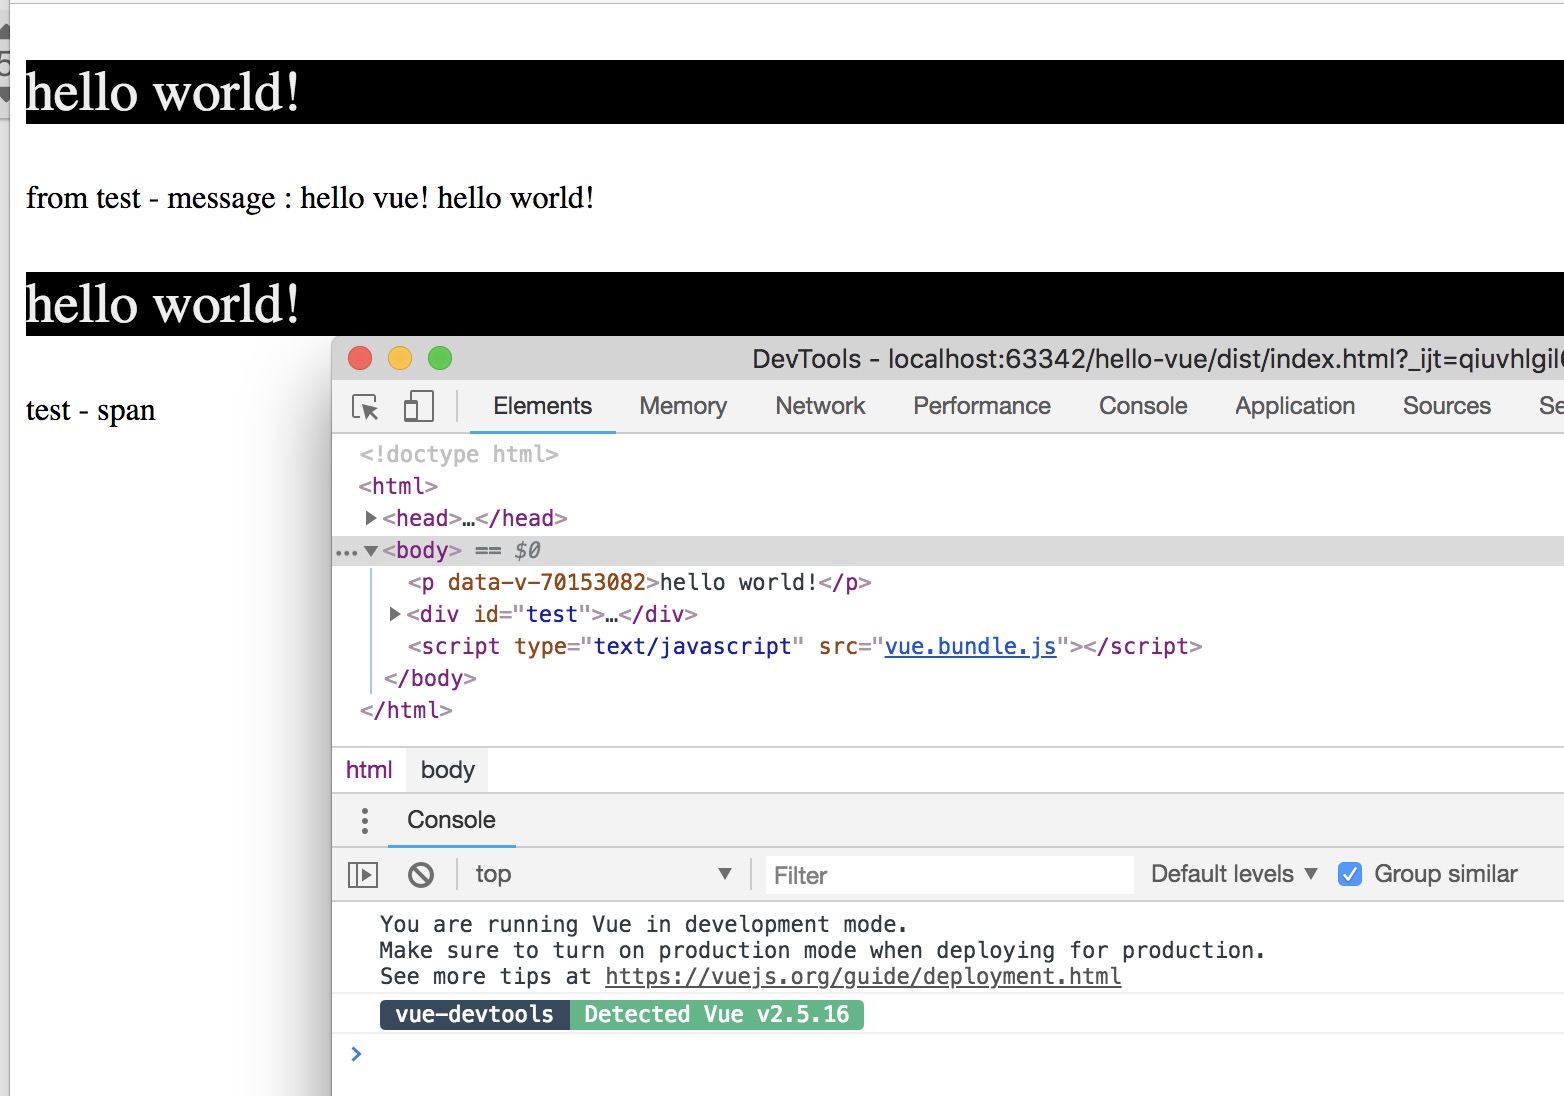 hello world!
from test - message : hello vue! hello world!
hello world!
test - span
DevTools - localhost:63342/hello-vue/dist/index.html?_ijt=qiuvhlgil
Elements Memory Network Performance Console Application Sources Se
<!doctype html>
<html>
<head>…</head>
<body> == $0
<p data-v-70153082>hello world!</p>
<div id="test">…</div>
<script type="text/javascript" src="vue.bundle.js"></script>
</body>
</html>
html body
Console
top Filter Default levels Group similar
You are running Vue in development mode.
Make sure to turn on production mode when deploying for production.
See more tips at https://vuejs.org/guide/deployment.html
vue-devtools Detected Vue v2.5.16